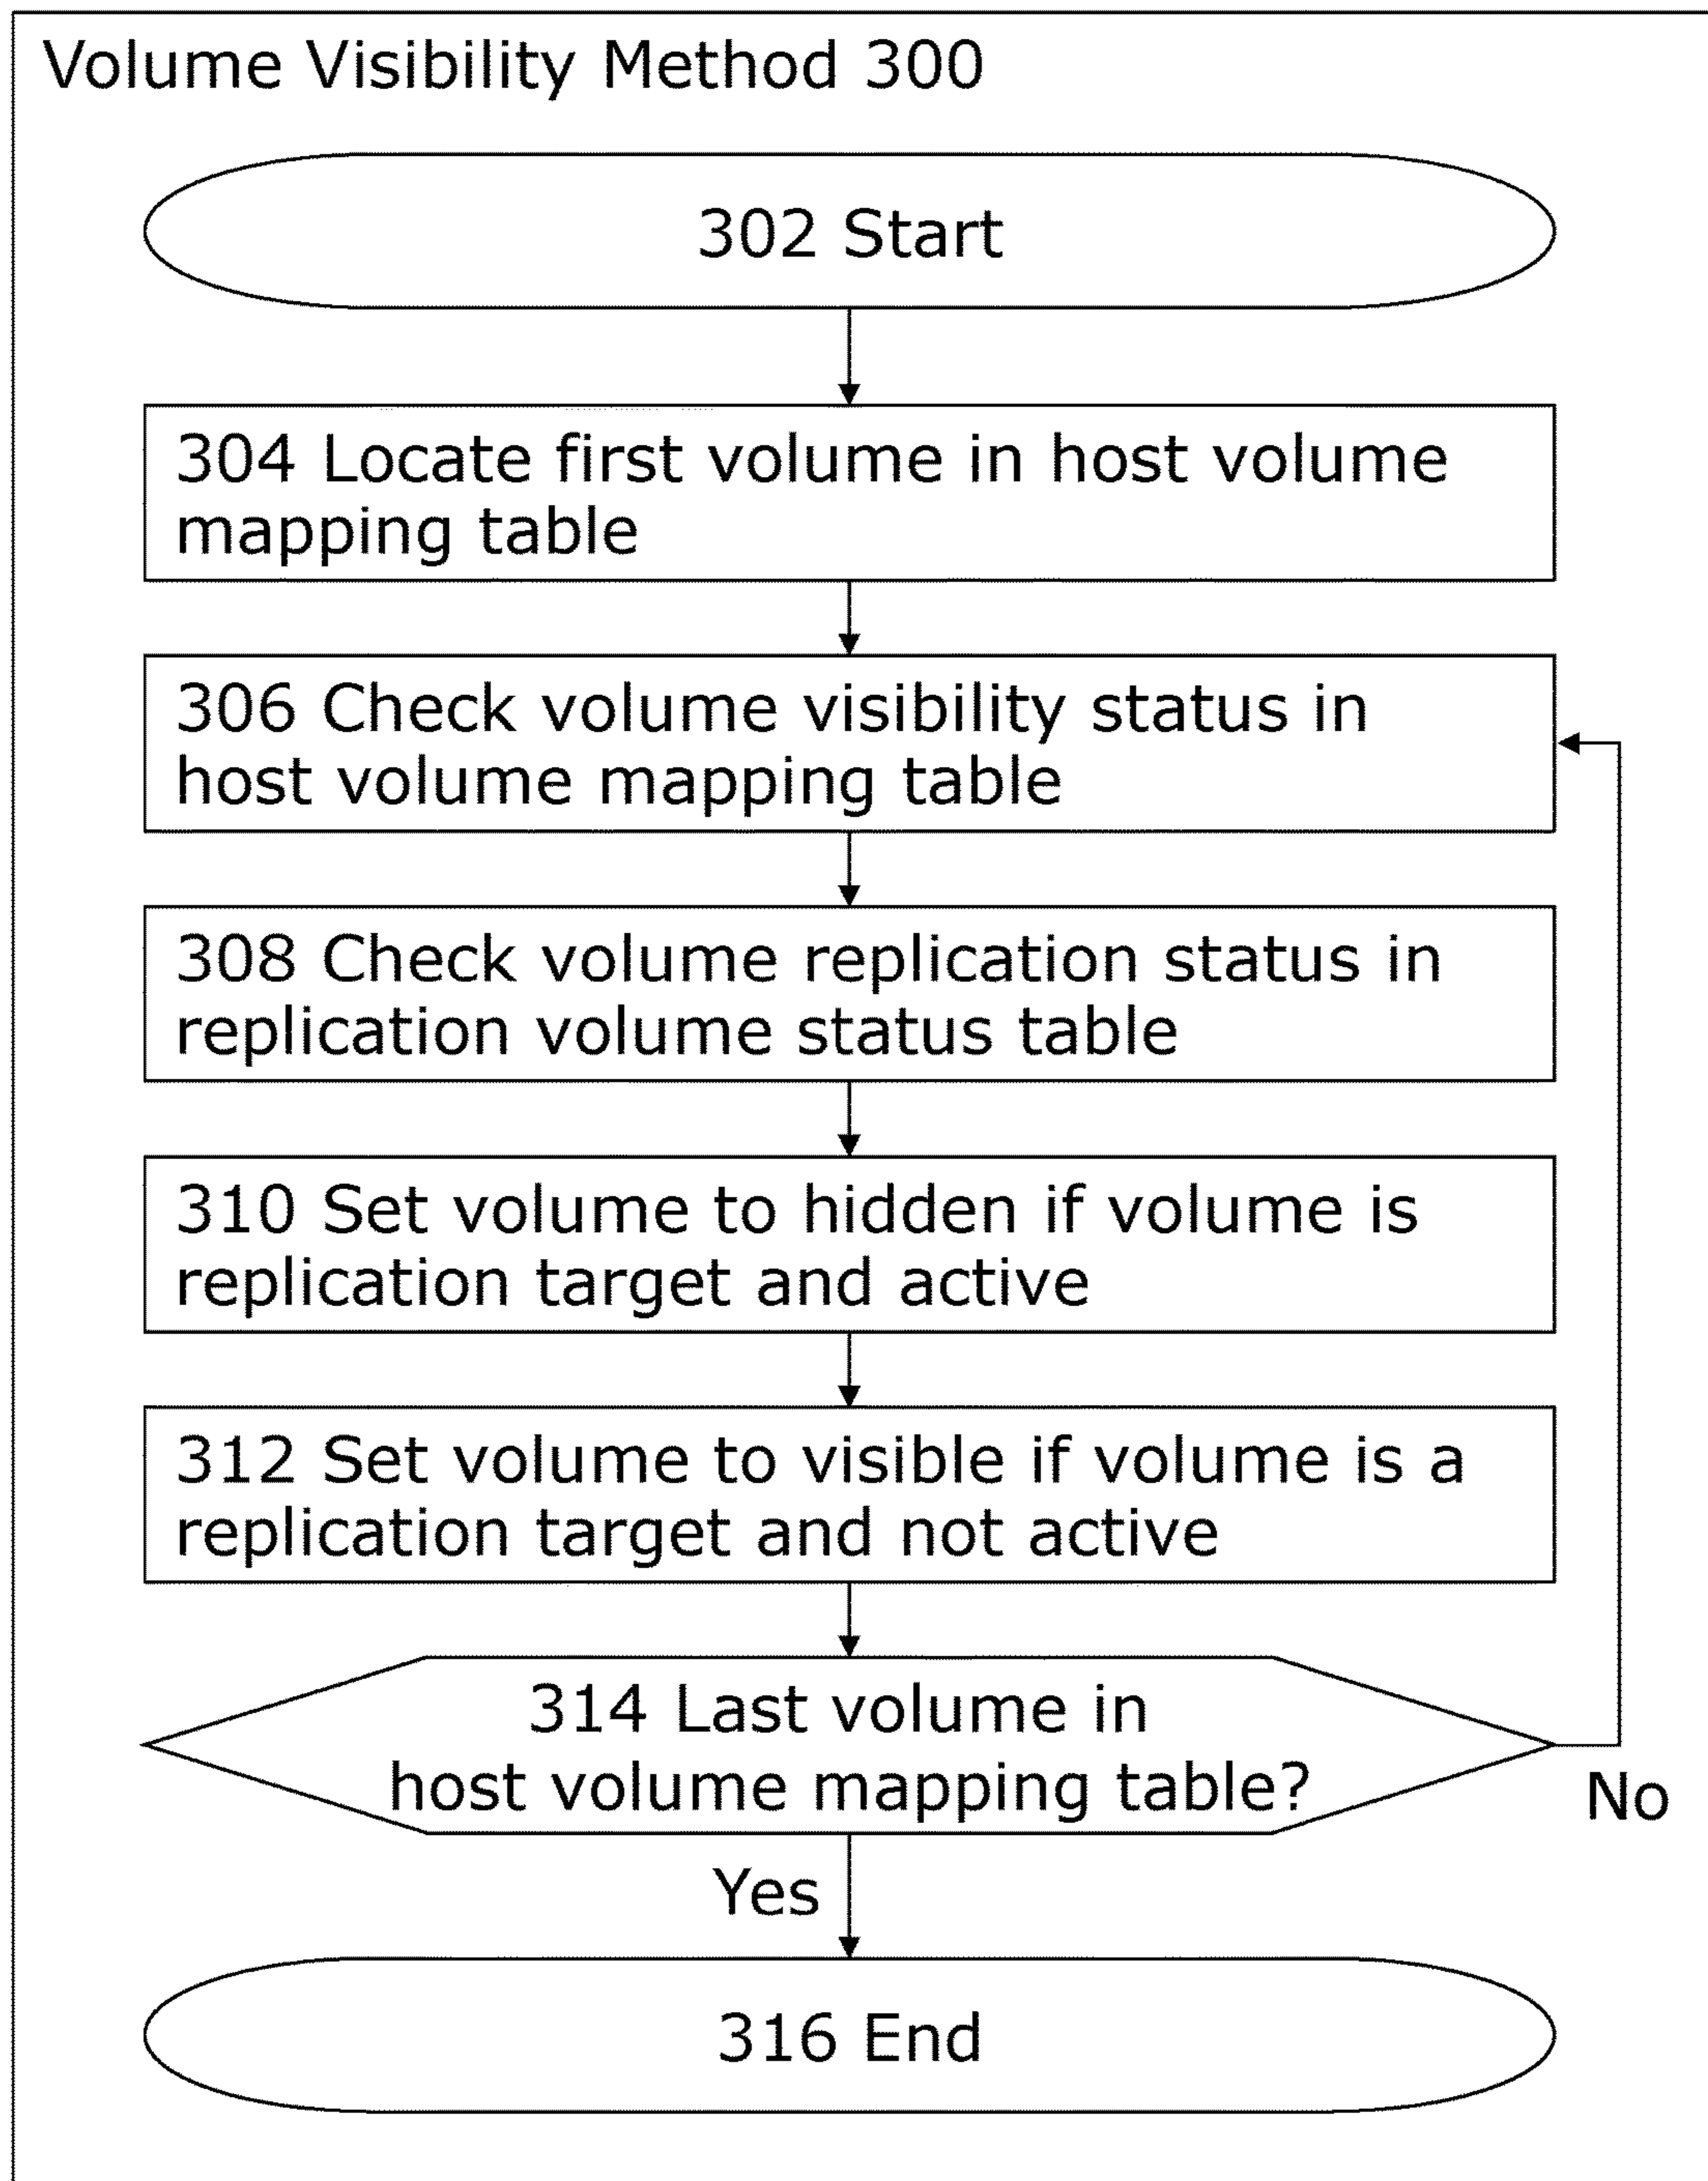 Volume Visibility Method 300
302 Start
304 Locate first volume in host volume
mapping table
306 Check volume visibility status in
host volume mapping table
308 Check volume replication status in
replication volume status table
310 Set volume to hidden if volume is
replication target and active
312 Set volume to visible if volume is a
replication target and not active
314 Last volume in
host volume mapping table?
No
Yes
316 End